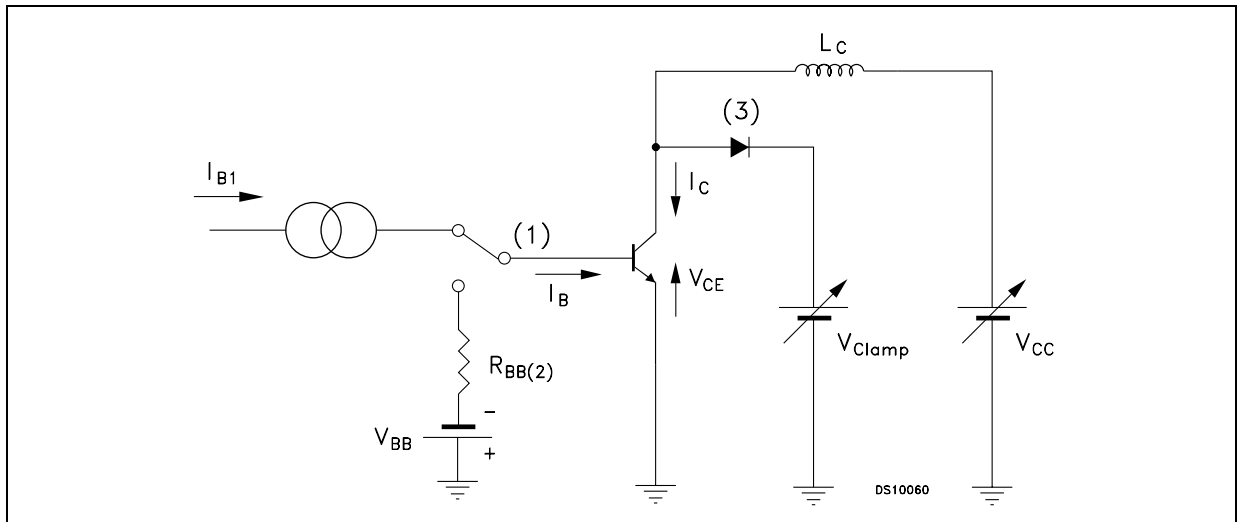 L_C
(3)
I_B1
I_C
(1)
I_B
V_CE
V_Clamp
V_CC
R_BB(2)
−
V_BB
+
DS10060